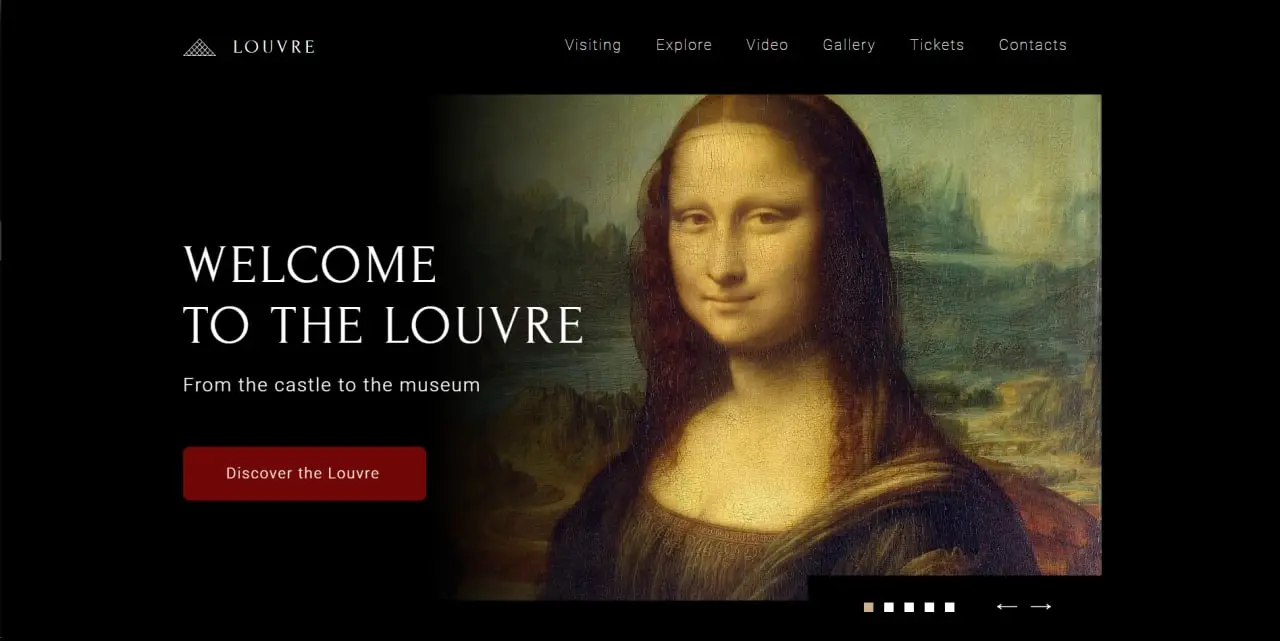 LOUVRE
Visiting Explore Video Gallery Tickets Contacts
WELCOME
TO THE LOUVRE
From the castle to the museum
Discover the Louvre